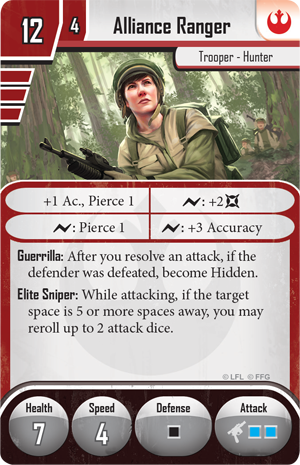 12
4
Alliance Ranger
Trooper - Hunter
+1 Ac., Pierce 1
: +2
: Pierce 1
: +3 Accuracy
Guerrilla: After you resolve an attack, if the
defender was defeated, become Hidden.
Elite Sniper: While attacking, if the target
space is 5 or more spaces away, you may
reroll up to 2 attack dice.
© LFL © FFG
Health
7
Speed
4
Defense
Attack